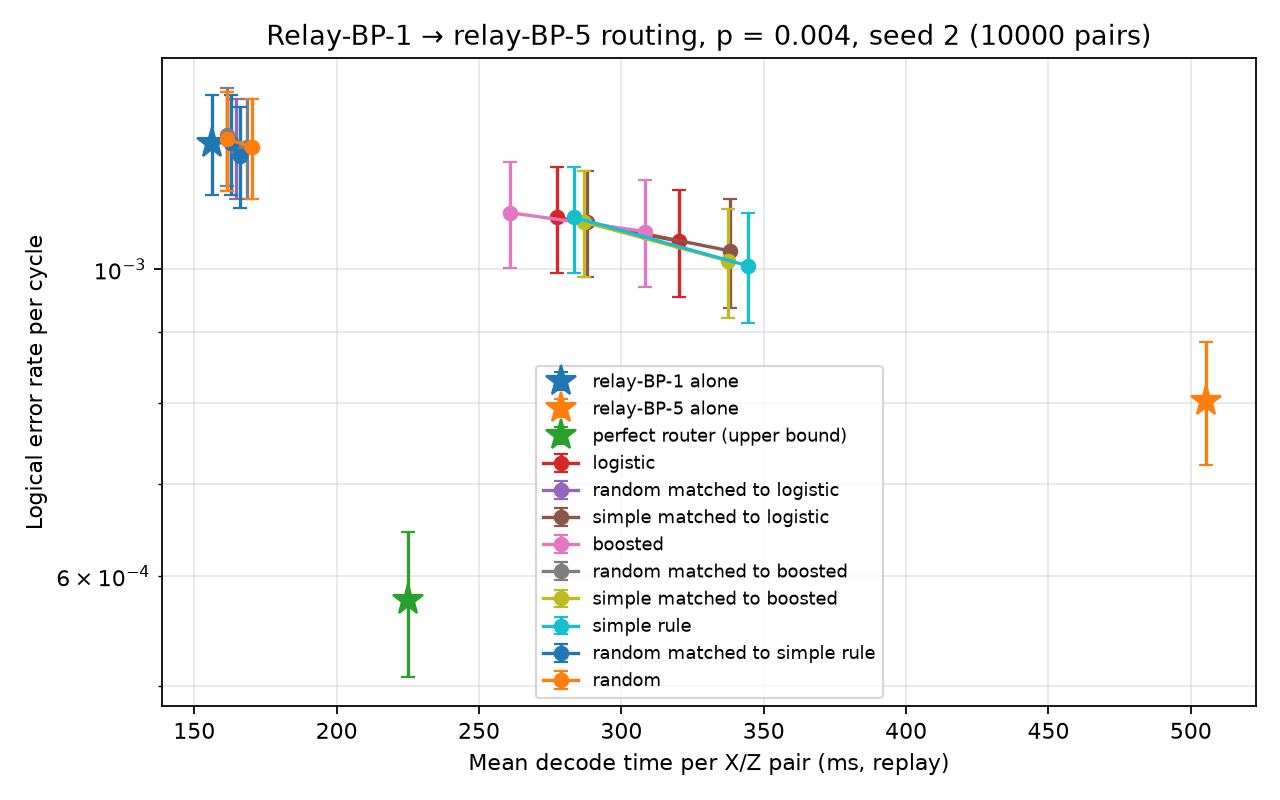 Relay-BP-1 → relay-BP-5 routing, p = 0.004, seed 2 (10000 pairs)
Logical error rate per cycle
10⁻³
6 × 10⁻⁴
relay-BP-1 alone
relay-BP-5 alone
perfect router (upper bound)
logistic
random matched to logistic
simple matched to logistic
boosted
random matched to boosted
simple matched to boosted
simple rule
random matched to simple rule
random
150 200 250 300 350 400 450 500
Mean decode time per X/Z pair (ms, replay)